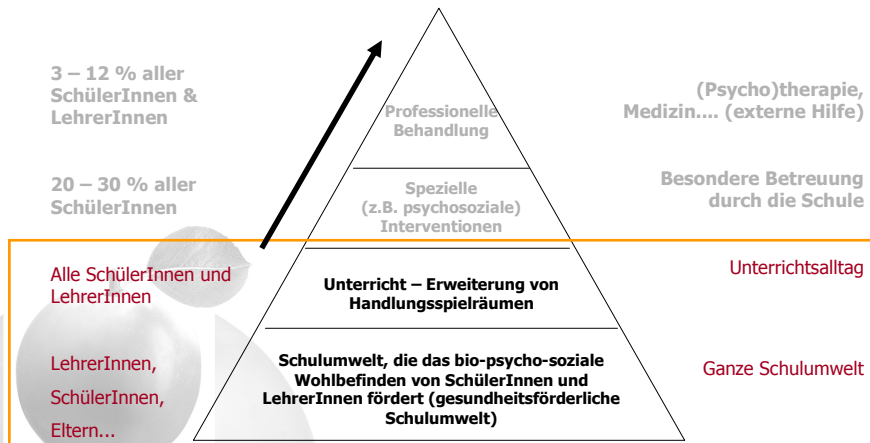 3 – 12 % aller
SchülerInnen &
LehrerInnen
Professionelle
Behandlung
(Psycho)therapie,
Medizin.... (externe Hilfe)
20 – 30 % aller
SchülerInnen
Spezielle
(z.B. psychosoziale)
Interventionen
Besondere Betreuung
durch die Schule
Alle SchülerInnen und
LehrerInnen
Unterricht – Erweiterung von
Handlungsspielräumen
Unterrichtsalltag
LehrerInnen,
SchülerInnen,
Eltern...
Schulumwelt, die das bio-psycho-soziale
Wohlbefinden von SchülerInnen und
LehrerInnen fördert (gesundheitsförderliche
Schulumwelt)
Ganze Schulumwelt